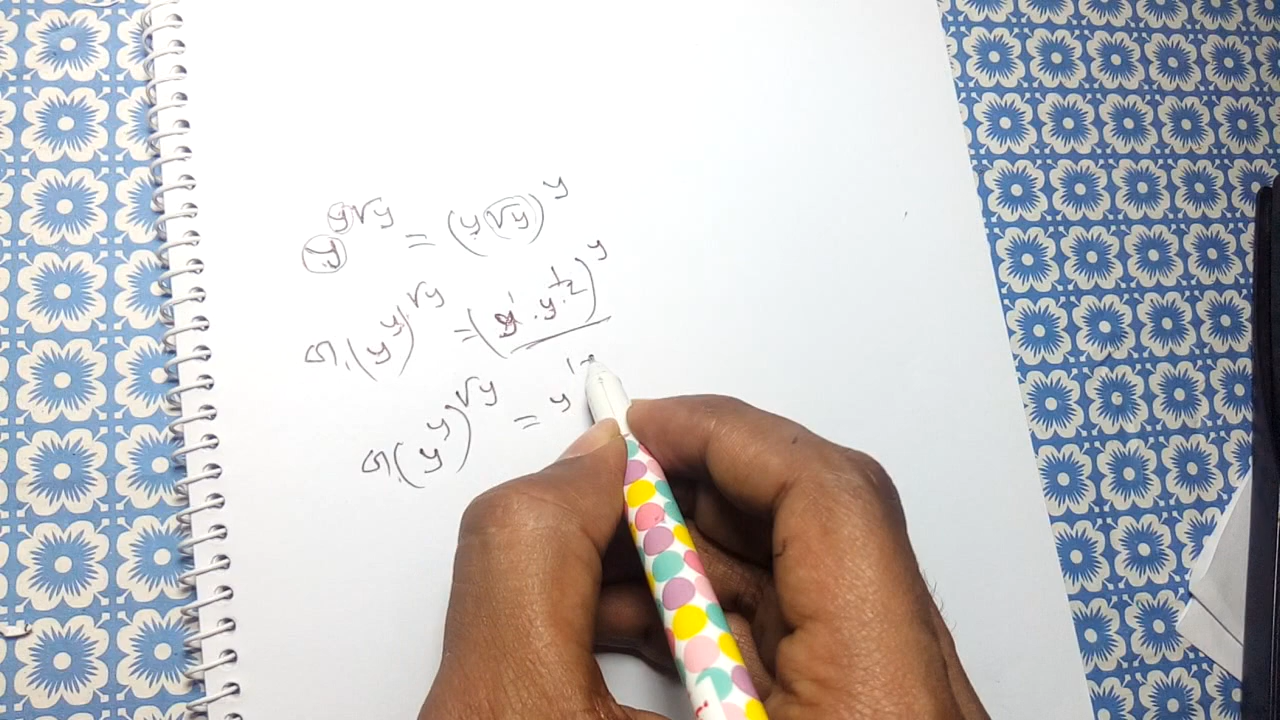 y^{y√y} = (y√y)^y
বা, (y^y)^{√y} = (y^1 · y^{1/2})^y
বা, (y^y)^{√y} = y^{1+